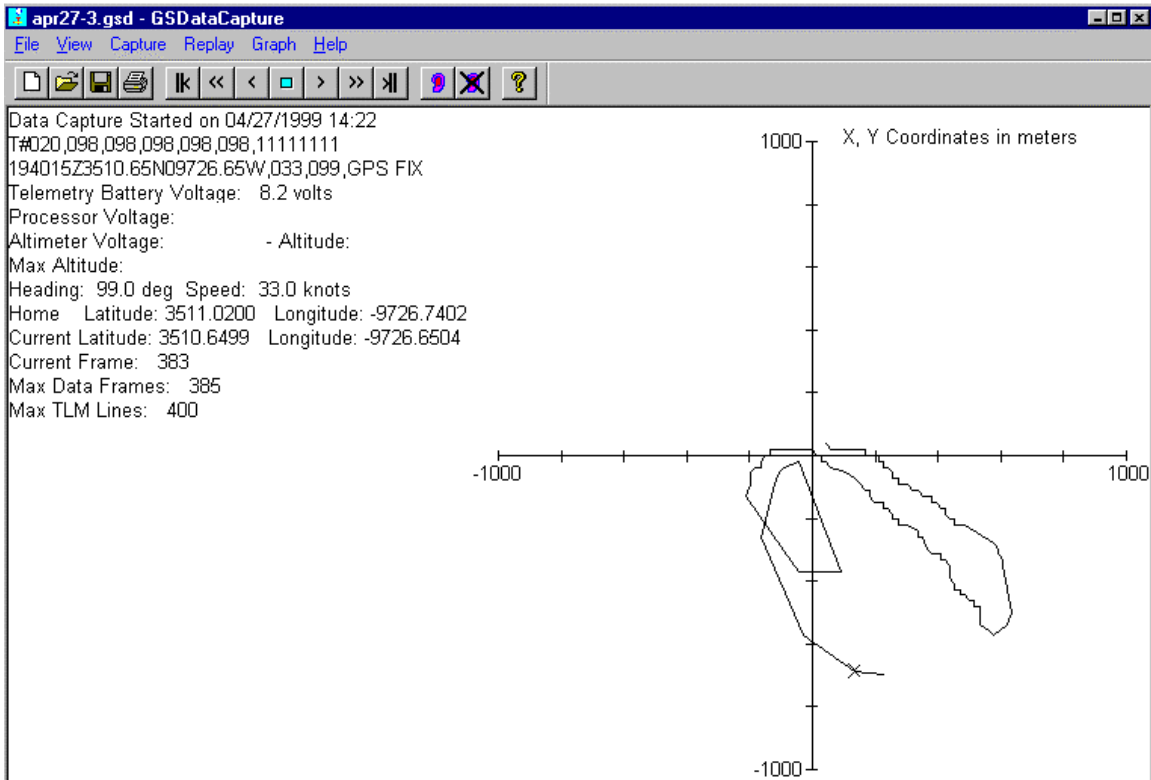 apr27-3.gsd - GSDataCapture
File View Capture Replay Graph Help
Data Capture Started on 04/27/1999 14:22
T#020,098,098,098,098,098,11111111
194015Z3510.65N09726.65W,033,099,GPS FIX
Telemetry Battery Voltage: 8.2 volts
Processor Voltage:
Altimeter Voltage: - Altitude:
Max Altitude:
Heading: 99.0 deg Speed: 33.0 knots
Home Latitude: 3511.0200 Longitude: -9726.7402
Current Latitude: 3510.6499 Longitude: -9726.6504
Current Frame: 383
Max Data Frames: 385
Max TLM Lines: 400
1000 X, Y Coordinates in meters
-1000 1000
-1000